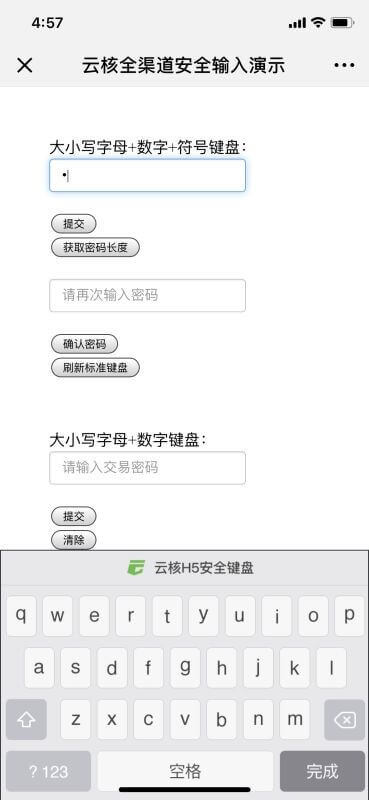 4:57
云核全渠道安全输入演示
大小写字母+数字+符号键盘：
•
提交
获取密码长度
请再次输入密码
确认密码
刷新标准键盘
大小写字母+数字键盘：
请输入交易密码
提交
清除
云核H5安全键盘
q w e r t y u i o p
a s d f g h j k l
z x c v b n m
? 123 空格 完成